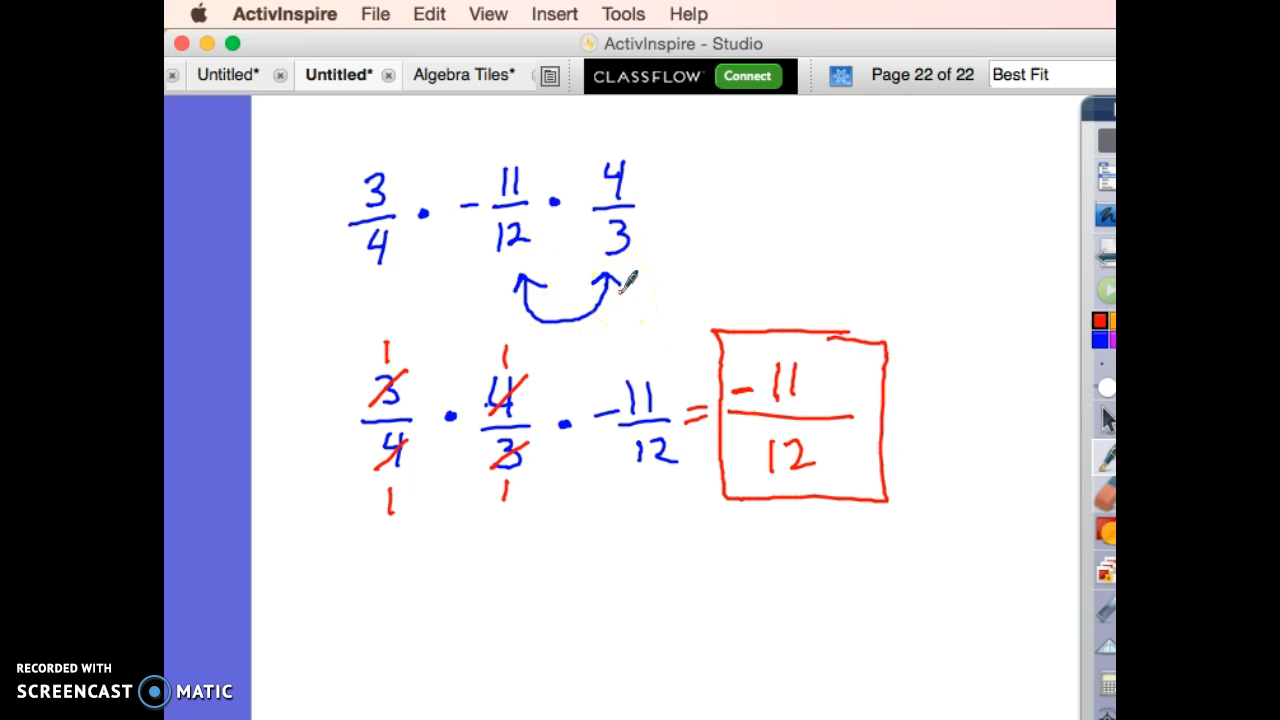 ActivInspire File Edit View Insert Tools Help
ActivInspire - Studio
Untitled* Untitled* Algebra Tiles* CLASSFLOW Connect Page 22 of 22 Best Fit
3/4 · - 11/12 · 4/3
1 1
3/4 · 4/3 · - 11/12 = - 11/12
1 1
RECORDED WITH
SCREENCAST MATIC